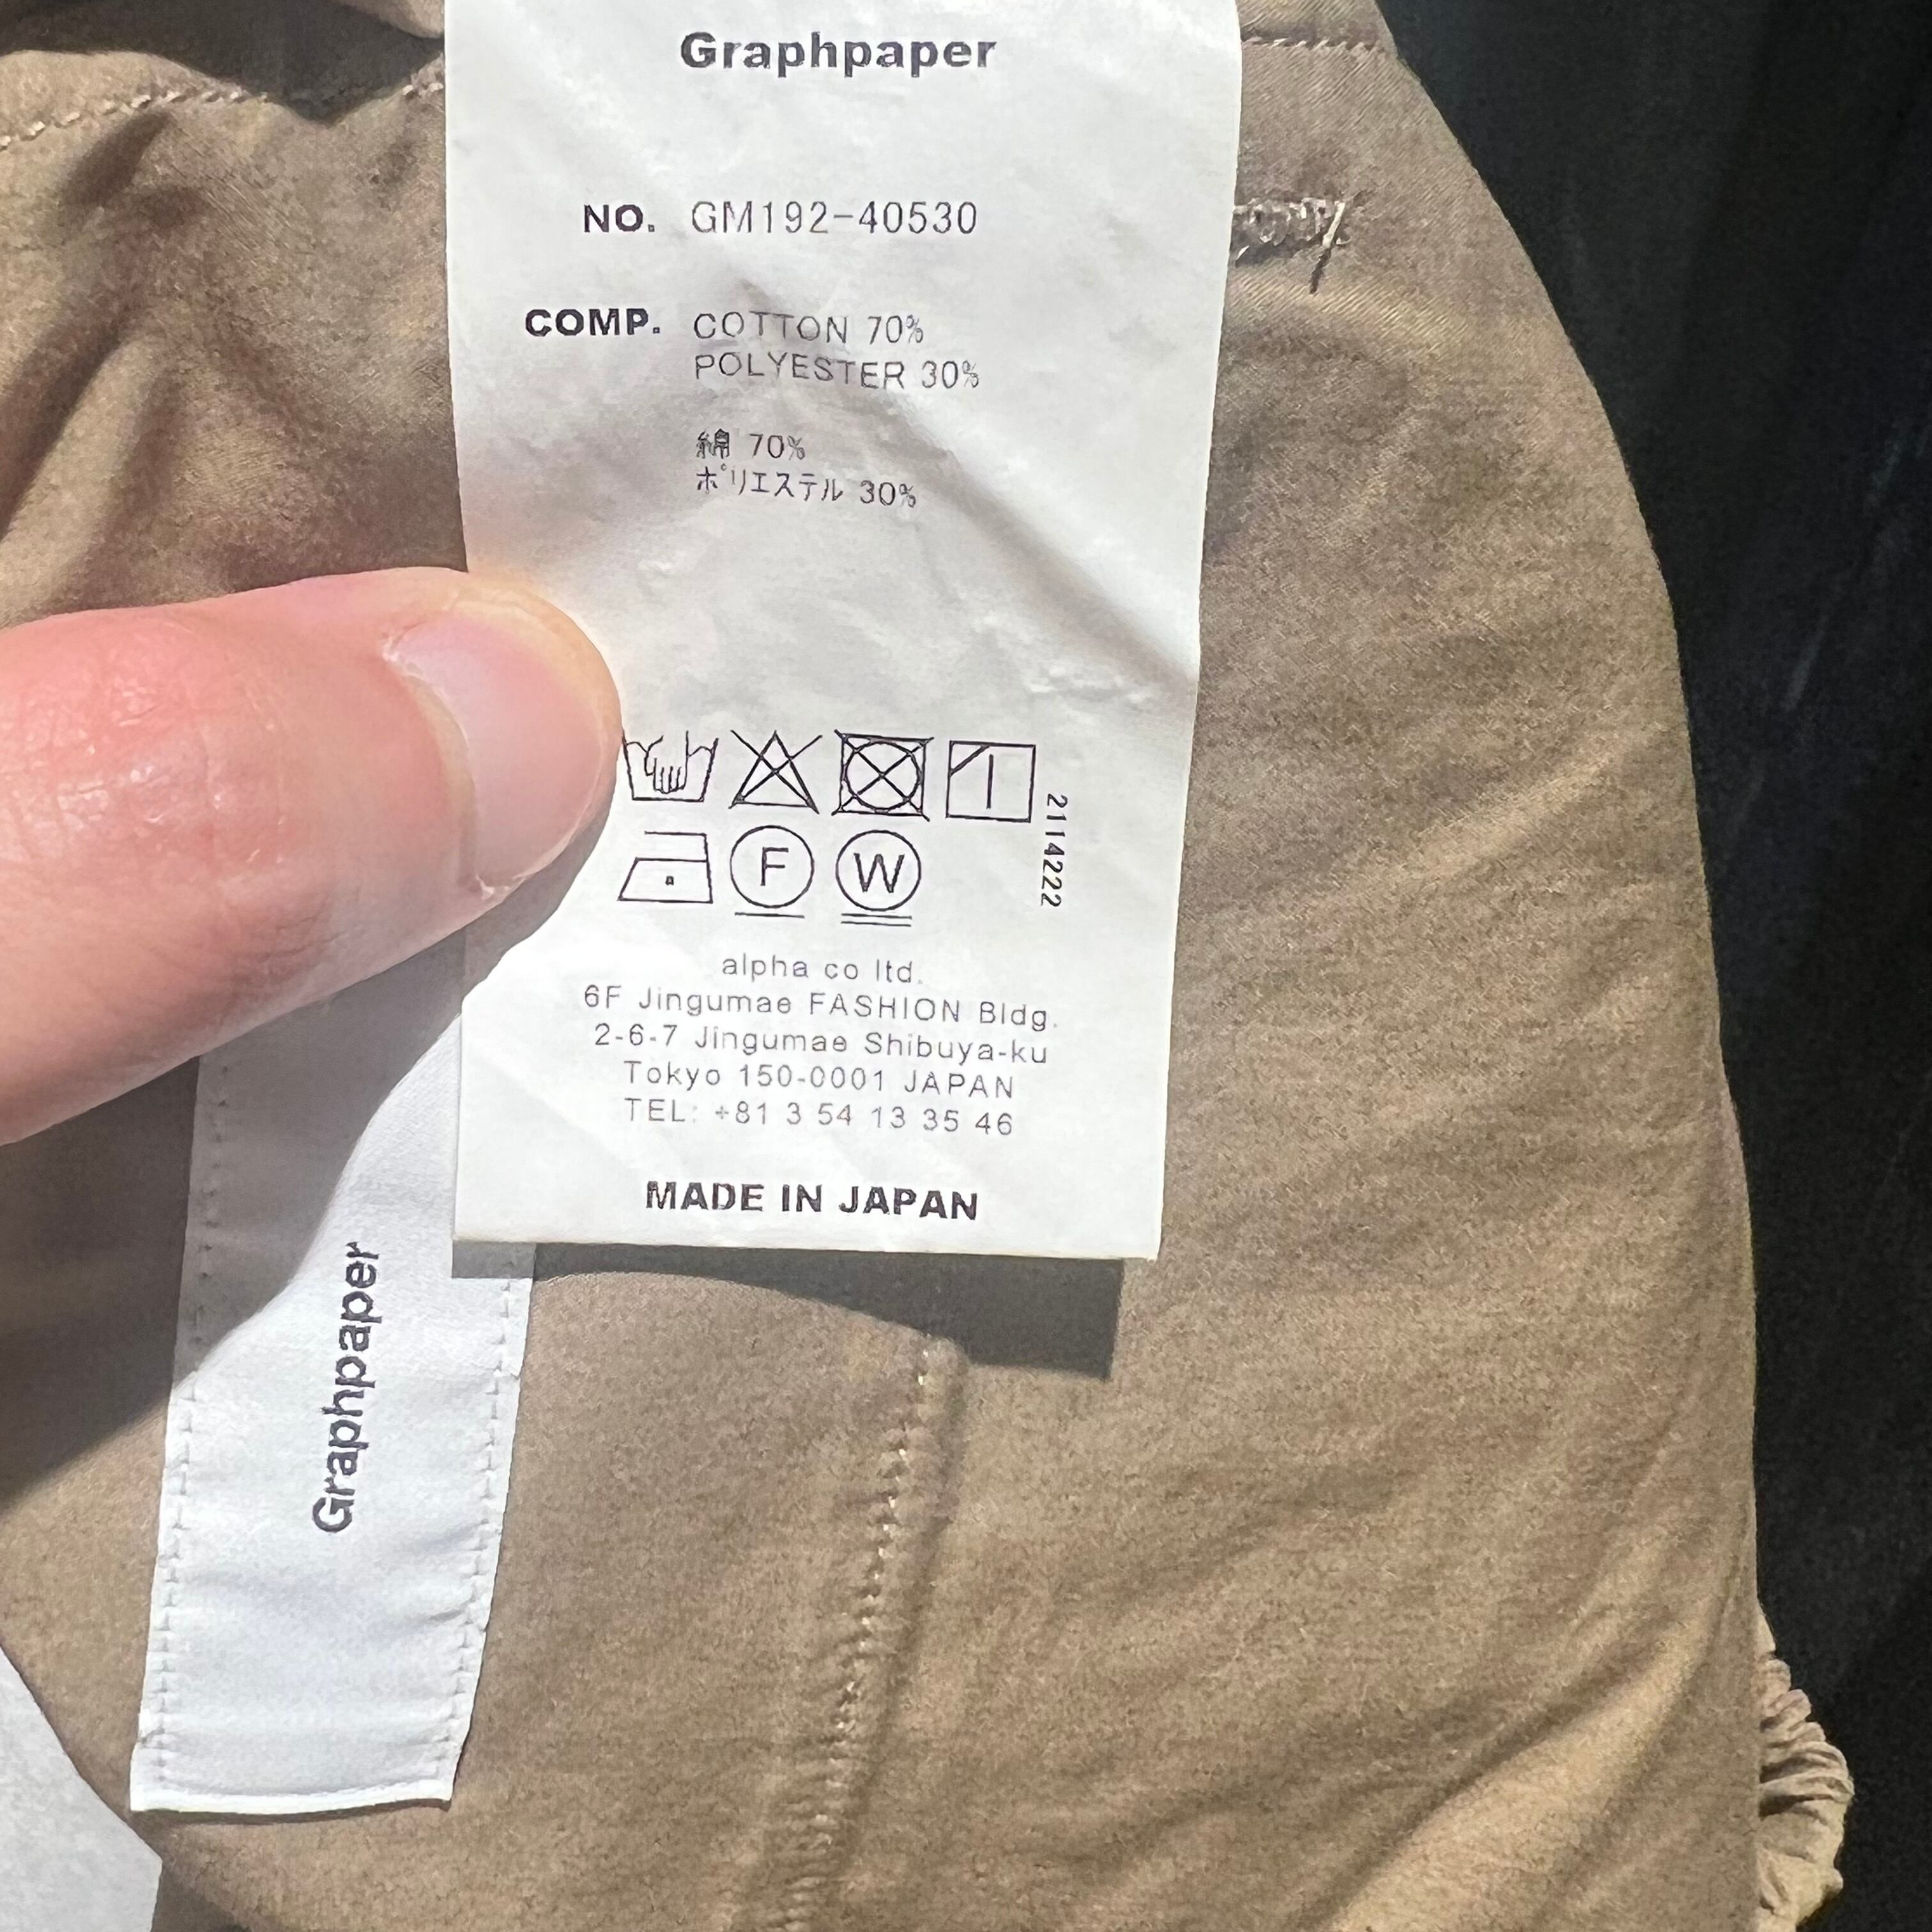 Graphpaper
NO. GM192-40530
COMP. COTTON 70%
POLYESTER 30%
綿 70%
ポリエステル 30%
2114222
F W
alpha co ltd.
6F Jingumae FASHION Bldg.
2-6-7 Jingumae Shibuya-ku
Tokyo 150-0001 JAPAN
TEL: +81 3 54 13 35 46
MADE IN JAPAN
Graphpaper